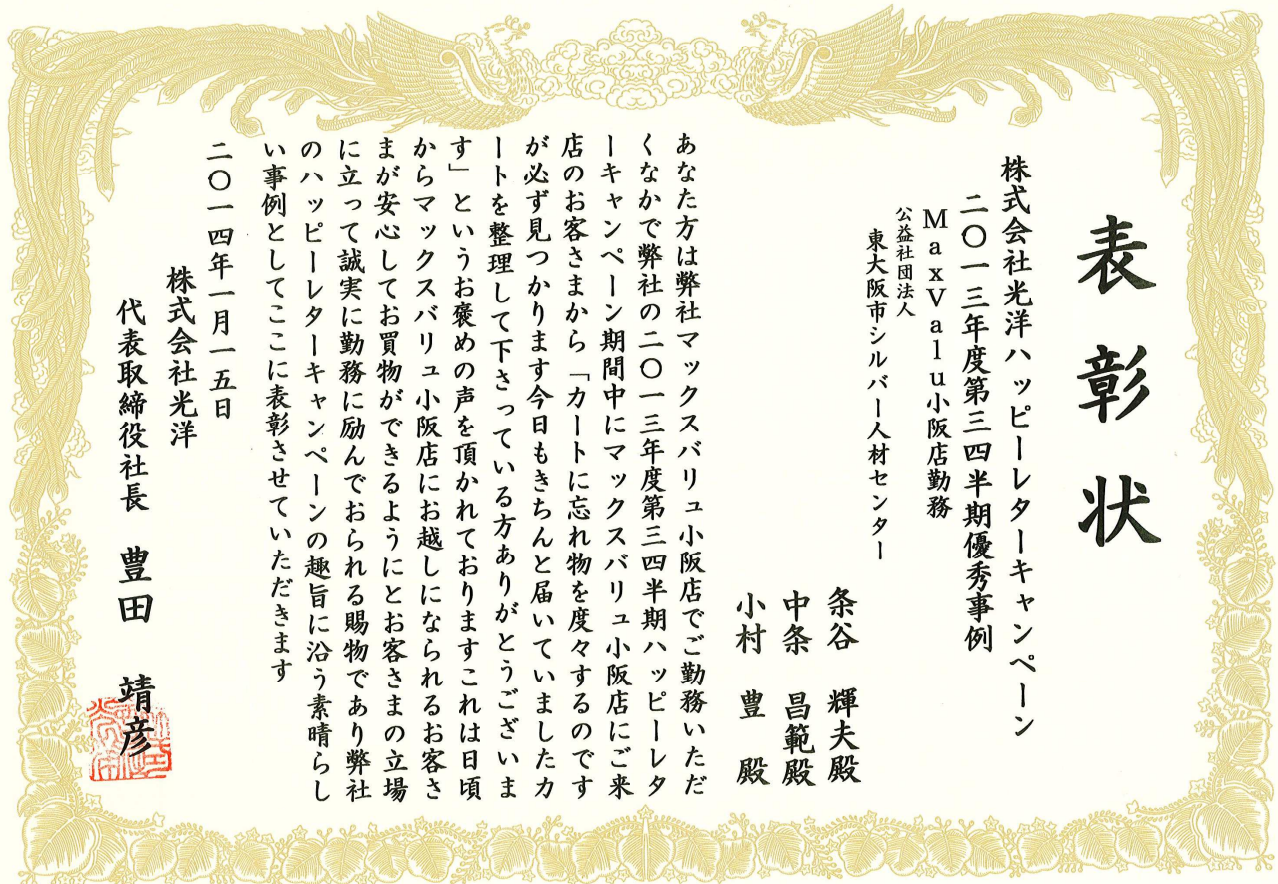 表彰状
株式会社光洋ハッピーレターキャンペーン
二〇一三年度第三四半期優秀事例
MaxValu小阪店勤務
公益社団法人
東大阪市シルバー人材センター
条谷 輝夫殿
中条 昌範殿
小村 豊 殿
あなた方は弊社マックスバリュ小阪店でご勤務いただ
くなかで弊社の二〇一三年度第三四半期ハッピーレタ
ーキャンペーン期間中にマックスバリュ小阪店にご来
店のお客さまから「カートに忘れ物を度々するのです
が必ず見つかります今日もきちんと届いていましたカ
ートを整理して下さっている方ありがとうございま
す」というお褒めの声を頂かれておりますこれは日頃
からマックスバリュ小阪店にお越しになられるお客さ
まが安心してお買物ができるようにとお客さまの立場
に立って誠実に勤務に励んでおられる賜物であり弊社
のハッピーレターキャンペーンの趣旨に沿う素晴らし
い事例としてここに表彰させていただきます
二〇一四年一月一五日
株式会社光洋
代表取締役社長 豊田 靖彦